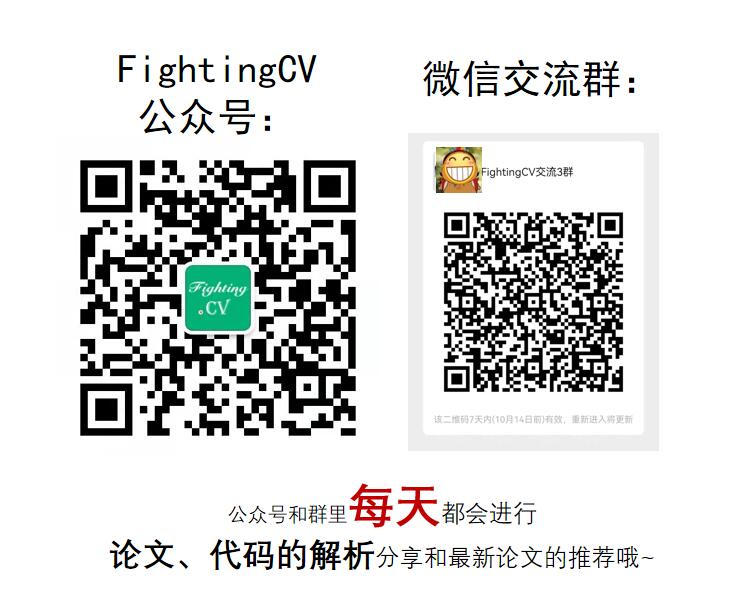 FightingCV
公众号：
微信交流群：
FightingCV交流3群
Fighting
CV
该二维码7天内(10月14日前)有效，重新进入将更新
公众号和群里每天都会进行
论文、代码的解析分享和最新论文的推荐哦~